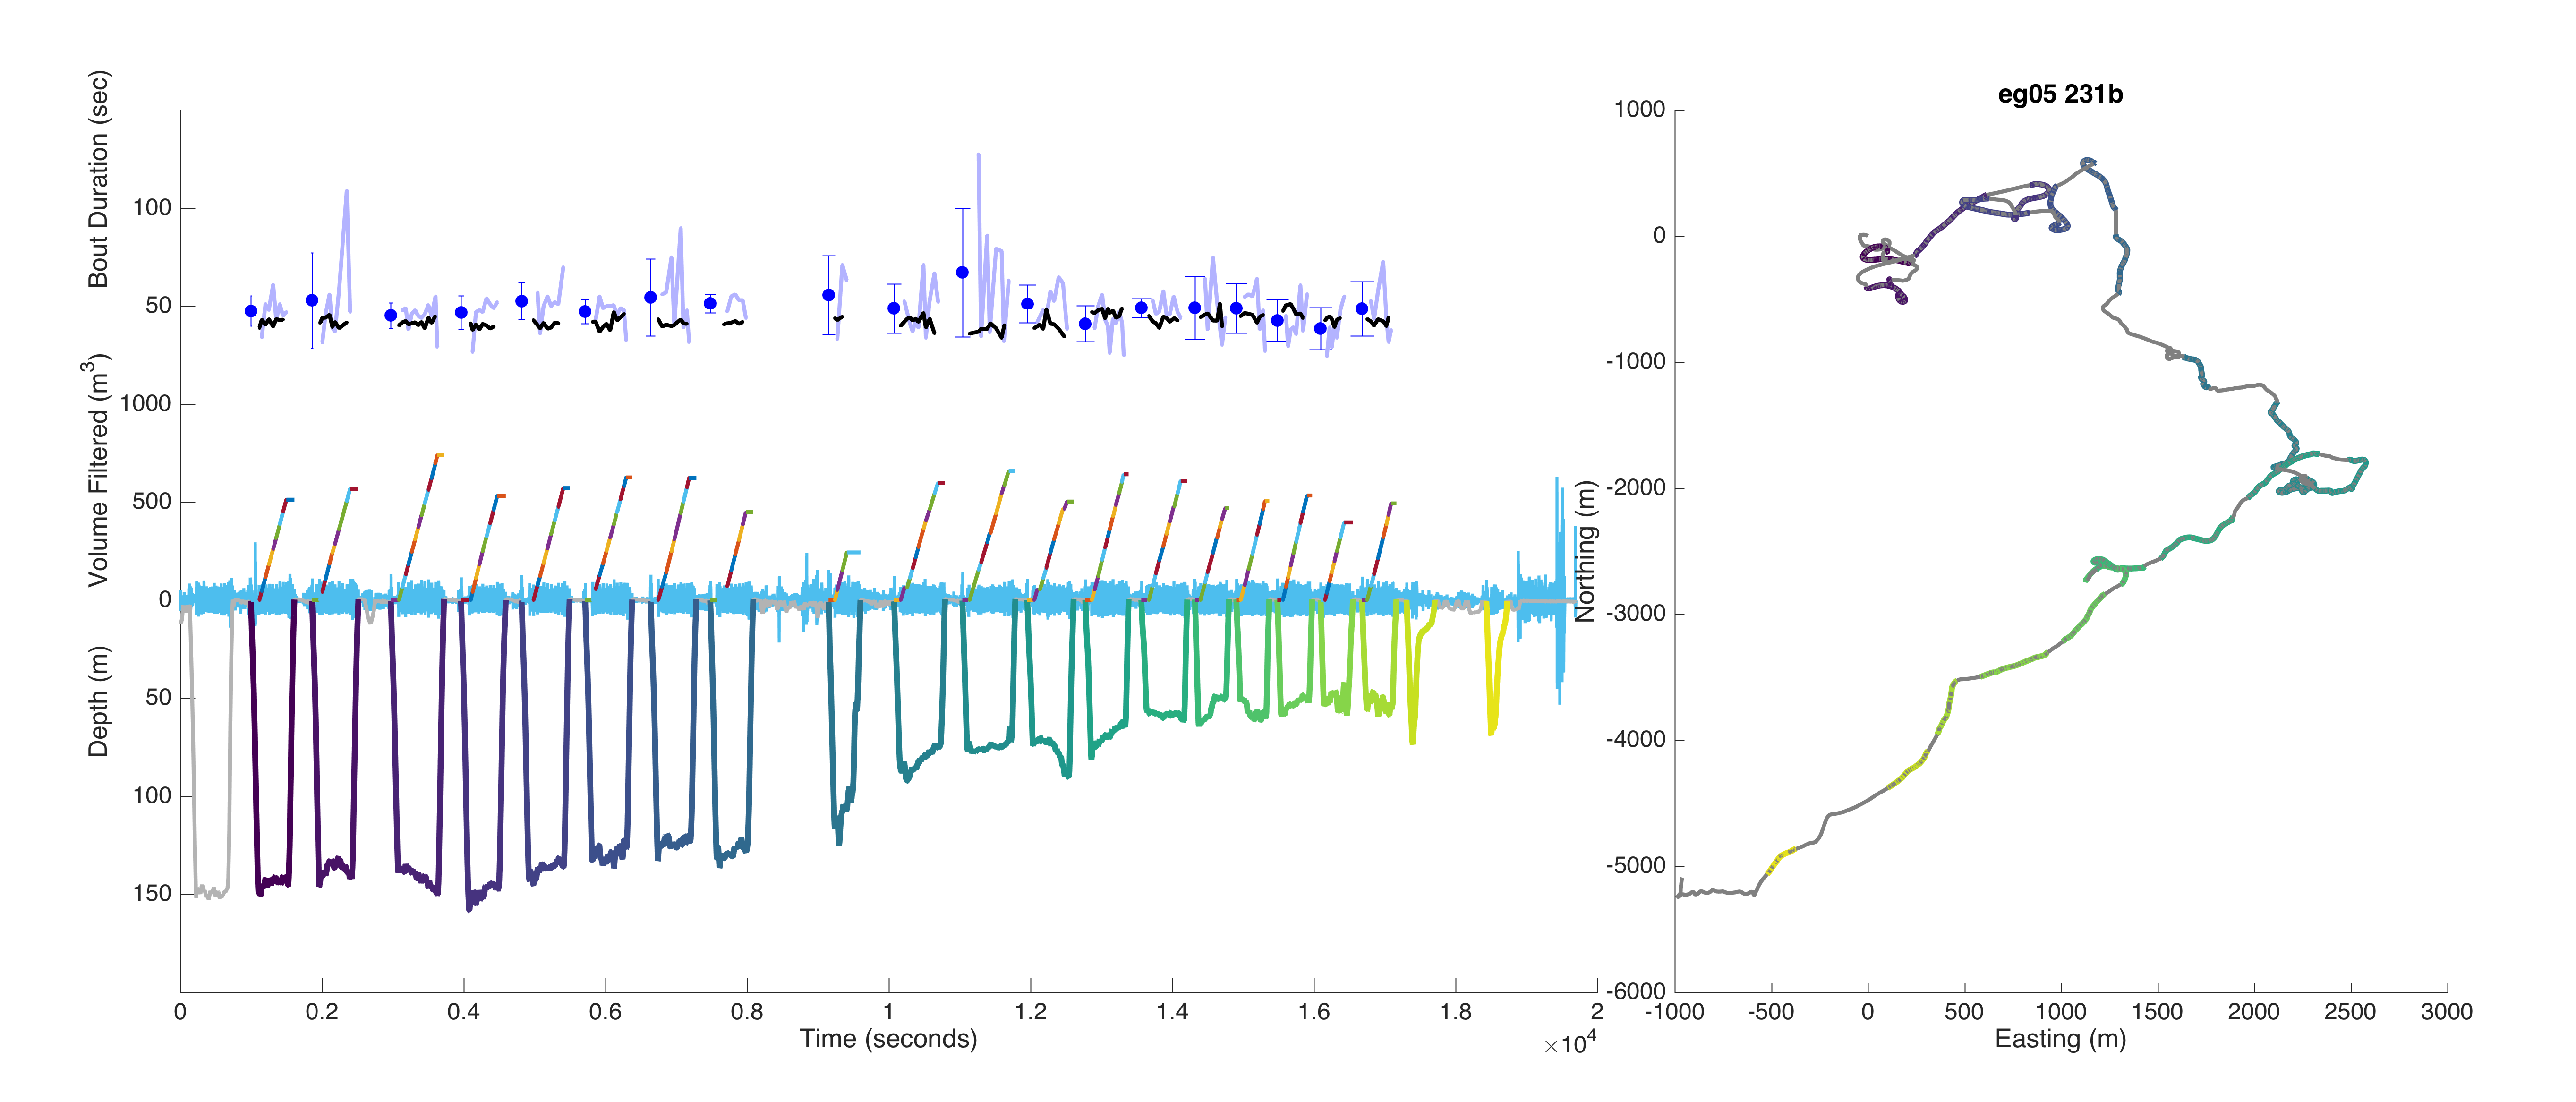 Bout Duration (sec)
100
50
Volume Filtered (m3)
1000
500
0
Depth (m)
50
100
150
0 0.2 0.4 0.6 0.8 1 1.2 1.4 1.6 1.8 2
Time (seconds)
×104
eg05 231b
Northing (m)
1000
0
-1000
-2000
-3000
-4000
-5000
-6000
-1000 -500 0 500 1000 1500 2000 2500 3000
Easting (m)